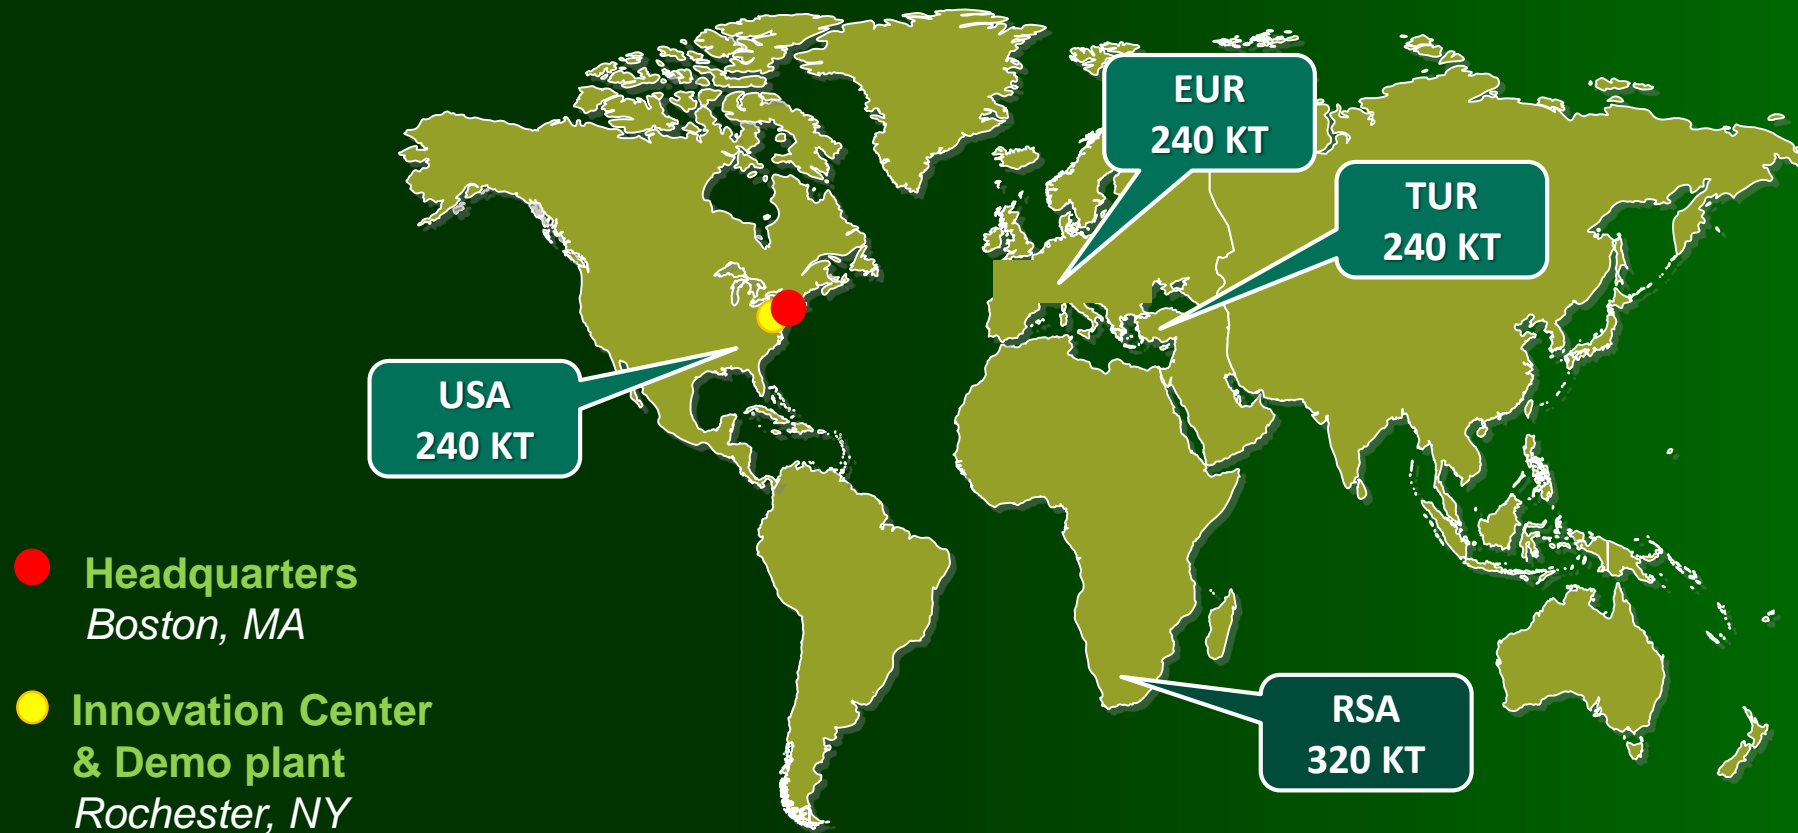 EUR
240 KT
TUR
240 KT
USA
240 KT
RSA
320 KT
Headquarters
Boston, MA
Innovation Center
& Demo plant
Rochester, NY